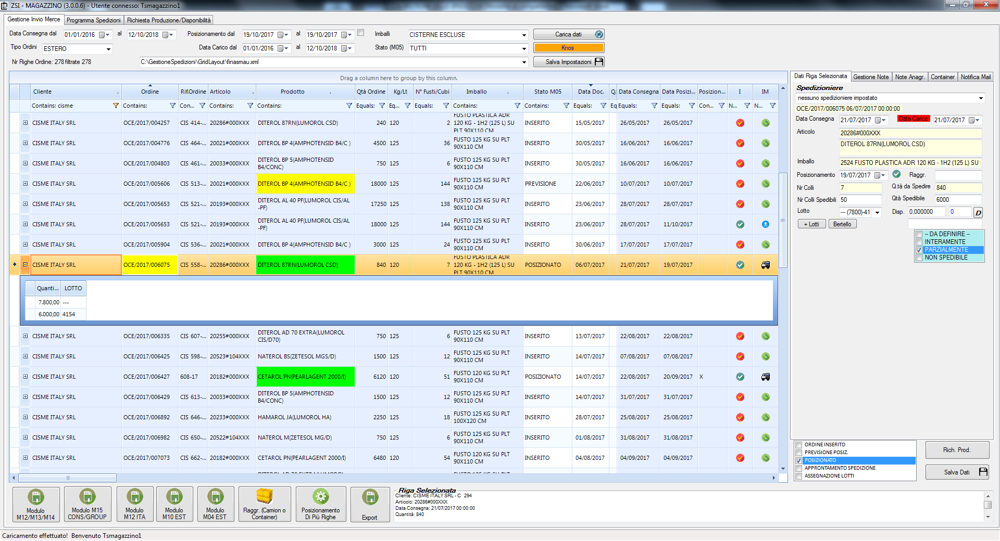 ZSI - MAGAZZINO (3.0.0.6) - Utente connesso: Tsmagazzino1
Gestione Invio Merce Programma Spedizioni Richiesta Produzione/Disponibilità
Data Consegna dal 01/01/2016 al 12/10/2018 Posizionamento dal 19/10/2017 al 19/10/2017 Imballi CISTERNE ESCLUSE Carica dati
Tipo Ordini ESTERO Data Carico dal 01/01/2016 al 12/10/2018 Stato (M05) TUTTI Knos
Nr Righe Ordine: 278 filtrate 278 C:\GestioneSpedizioni\GridLayout\finasmau.xml Salva Impostazioni
Drag a column here to group by this column.
Cliente Ordine Rif.Ordine Articolo Prodotto Qtà Ordine Kg/Lt N° Fusti/Cubi Imballo Stato M05 Data Doc. Q. Data Consegna Data Posizi... Posizion... I IM
Contains: cisme Contains: Con... Contains: Contains: Equals: Eq... Equals: Contains: Contains: Equals: Eq Equals: Equals: Con... N... N...
CISME ITALY SRL OCE/2017/004257 CIS 414-... 20286#000XXX DITEROL 87RN(LUMOROL CSD) 240 120 2 FUSTO PLASTICA ADR 120 KG - 1H2 (125 L) SU PLT 90X110 CM INSERITO 15/05/2017 26/05/2017 26/05/2017
CISME ITALY SRL OCE/2017/004776 CIS 464-... 20021#000XXX DITEROL BP 4(AMPHOTENSID B4/C ) 4500 125 36 FUSTO 125 KG SU PLT 90X110 CM INSERITO 30/05/2017 16/06/2017 16/06/2017
CISME ITALY SRL OCE/2017/004803 CIS 461-... 20033#000XXX DITEROL BP 5(AMPHOTENSID B4/CONC) 750 125 6 FUSTO 125 KG SU PLT 90X110 CM INSERITO 30/05/2017 16/06/2017 16/06/2017
CISME ITALY SRL OCE/2017/005606 CIS 513-... 20021#000XXX DITEROL BP 4(AMPHOTENSID B4/C ) 18000 125 144 FUSTO 125 KG SU PLT 90X110 CM PREVISIONE 22/06/2017 10/07/2017 10/07/2017
CISME ITALY SRL OCE/2017/005653 CIS 521-... 20193#000XXX DITEROL AL 40 PF(LUMOROL CIS/AL -PF) 17250 125 138 FUSTO 125 KG SU PLT 90X110 CM INSERITO 23/06/2017 28/07/2017 28/07/2017
CISME ITALY SRL OCE/2017/005653 CIS 521-... 20193#000XXX DITEROL AL 40 PF(LUMOROL CIS/AL -PF) 18000 125 144 FUSTO 125 KG SU PLT 90X110 CM INSERITO 23/06/2017 28/07/2017 11/10/2017
CISME ITALY SRL OCE/2017/005904 CIS 536-... 20021#000XXX DITEROL BP 4(AMPHOTENSID B4/C ) 3000 125 24 FUSTO 125 KG SU PLT 90X110 CM INSERITO 30/06/2017 17/07/2017 17/07/2017
CISME ITALY SRL OCE/2017/006075 CIS 558-... 20286#000XXX DITEROL 87RN(LUMOROL CSD) 840 120 7 FUSTO PLASTICA ADR 120 KG - 1H2 (125 L) SU PLT 90X110 CM POSIZIONATO 06/07/2017 21/07/2017 19/07/2017
Quanti... LOTTO
7.800,00 ---
6.000,00 4154
CISME ITALY SRL OCE/2017/006335 CIS 607-... 20255#000XXX DITEROL AD 70 EXTRA(LUMOROL CIS/D70) 750 125 6 FUSTO 125 KG SU PLT 90X110 CM INSERITO 13/07/2017 22/08/2017 22/08/2017
CISME ITALY SRL OCE/2017/006425 CIS 598-... 20523#104XXX NATEROL BS(ZETESOL MGS/D) 1500 125 12 FUSTO 125 KG SU PLT 90X110 CM INSERITO 14/07/2017 07/08/2017 07/08/2017
CISME ITALY SRL OCE/2017/006427 608-17 20182#000XXX CETAROL PN(PEARLAGENT 2000/I) 6120 120 51 FUSTO 120 KG SU PLT 90X110 CM POSIZIONATO 14/07/2017 22/08/2017 20/09/2017 X
CISME ITALY SRL OCE/2017/006429 CIS 613-... 20033#000XXX DITEROL BP 5(AMPHOTENSID B4/CONC) 1500 125 12 FUSTO 125 KG SU PLT 90X110 CM INSERITO 14/07/2017 31/07/2017 31/07/2017
CISME ITALY SRL OCE/2017/006892 CIS 646-... 20233#000XXX HAMAROL JA(LUMOROL HA) 2250 125 18 FUSTO 125 KG SU PLT 100X120 CM INSERITO 28/07/2017 25/08/2017 25/08/2017
CISME ITALY SRL OCE/2017/006982 CIS 650-... 20522#104XXX NATEROL M(ZETESOL MG/D) 750 125 6 FUSTO 125 KG SU PLT 90X110 CM INSERITO 01/08/2017 31/08/2017 31/08/2017
CISME ITALY SRL OCE/2017/007073 CIS 662-... 20182#000XXX CETAROL PN(PEARLAGENT 2000/I) 6480 120 54 FUSTO 120 KG SU PLT 90X110 CM INSERITO 04/08/2017 04/09/2017 04/09/2017
Dati Riga Selezionata Gestione Note Note Anagr. Container Notifica Mail
Spedizioniere
nessuno spedizioniere impostato
OCE/2017/006075 06/07/2017 00:00:00
Data Consegna 21/07/2017 Data Carico 21/07/2017
Articolo 20286#000XXX
DITEROL 87RN(LUMOROL CSD)
Imballo 2524 FUSTO PLASTICA ADR 120 KG - 1H2 (125 L) SU
Posizionamento 19/07/2017 Raggr.
Nr Colli 7 Q.tà da Spedire 840
Nr Colli Spedibili 50 Qtà Spedibile 6000
Lotto --- (7800)-41 Disp. 0,000000 0 D
+ Lotti Bertello
-- DA DEFINIRE --
INTERAMENTE
PARZIALMENTE
NON SPEDIBILE
ORDINE INSERITO
PREVISIONE POSIZ.
POSIZIONATO
APPRONTAMENTO SPEDIZIONE
ASSEGNAZIONE LOTTI
Rich. Prod.
Salva Dati
Modulo M12/M13/M14
Modulo M15 CONS/GROUP
Modulo M12 ITA
Modulo M10 EST
Modulo M04 EST
Raggr. (Camion o Container)
Posizionamento Di Più Righe
Export
Riga Selezionata
Cliente: CISME ITALY SRL - C 294
Articolo: 20286#000XXX
Data Consegna: 21/07/2017 00:00:00
Quantità: 840
Caricamento effettuato! Benvenuto Tsmagazzino1